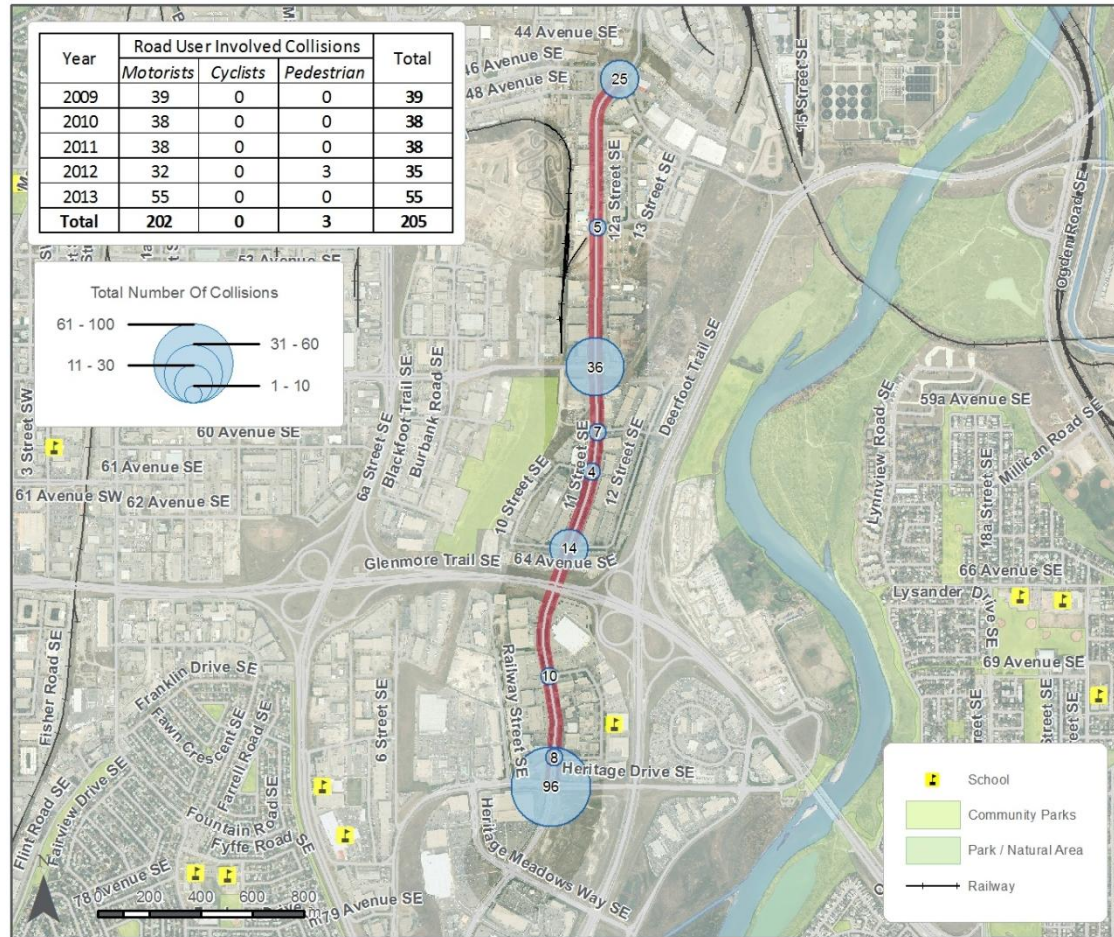 Year Road User Involved Collisions Total
Motorists Cyclists Pedestrian
2009 39 0 0 39
2010 38 0 0 38
2011 38 0 0 38
2012 32 0 3 35
2013 55 0 0 55
Total 202 0 3 205
44 Avenue SE
46 Avenue SE
48 Avenue SE
25
15 Street SE
12a Street SE
13 Street SE
5
Ogden Road SE
53 Avenue SE
Total Number Of Collisions
61 - 100
31 - 60
11 - 30
1 - 10
36
Deerfoot Trail SE
59a Avenue SE
3 Street SW
60 Avenue SE
61 Avenue SE
61 Avenue SW
62 Avenue SE
6a Street SE
Blackfoot Trail SE
Burbank Road SE
7
4
10 Street SE
11 Street SE
12 Street SE
Lynnview Road SE
18a Street SE
Millican Road SE
14
Glenmore Trail SE
64 Avenue SE
66 Avenue SE
Lysander Drive SE
69 Avenue SE
Street SE
Street SE
Street SE
Fisher Road SE
Franklin Drive SE
Fawn Crescent SE
Farrell Road SE
6 Street SE
Railway Street SE
10
8
Heritage Drive SE
96
Flint Road SE
Fairview Drive SE
Fountain Road SE
Fyffe Road SE
78 Avenue SE
79 Avenue SE
Heritage Meadows Way SE
N
0 200 400 600 800
m
School
Community Parks
Park / Natural Area
Railway